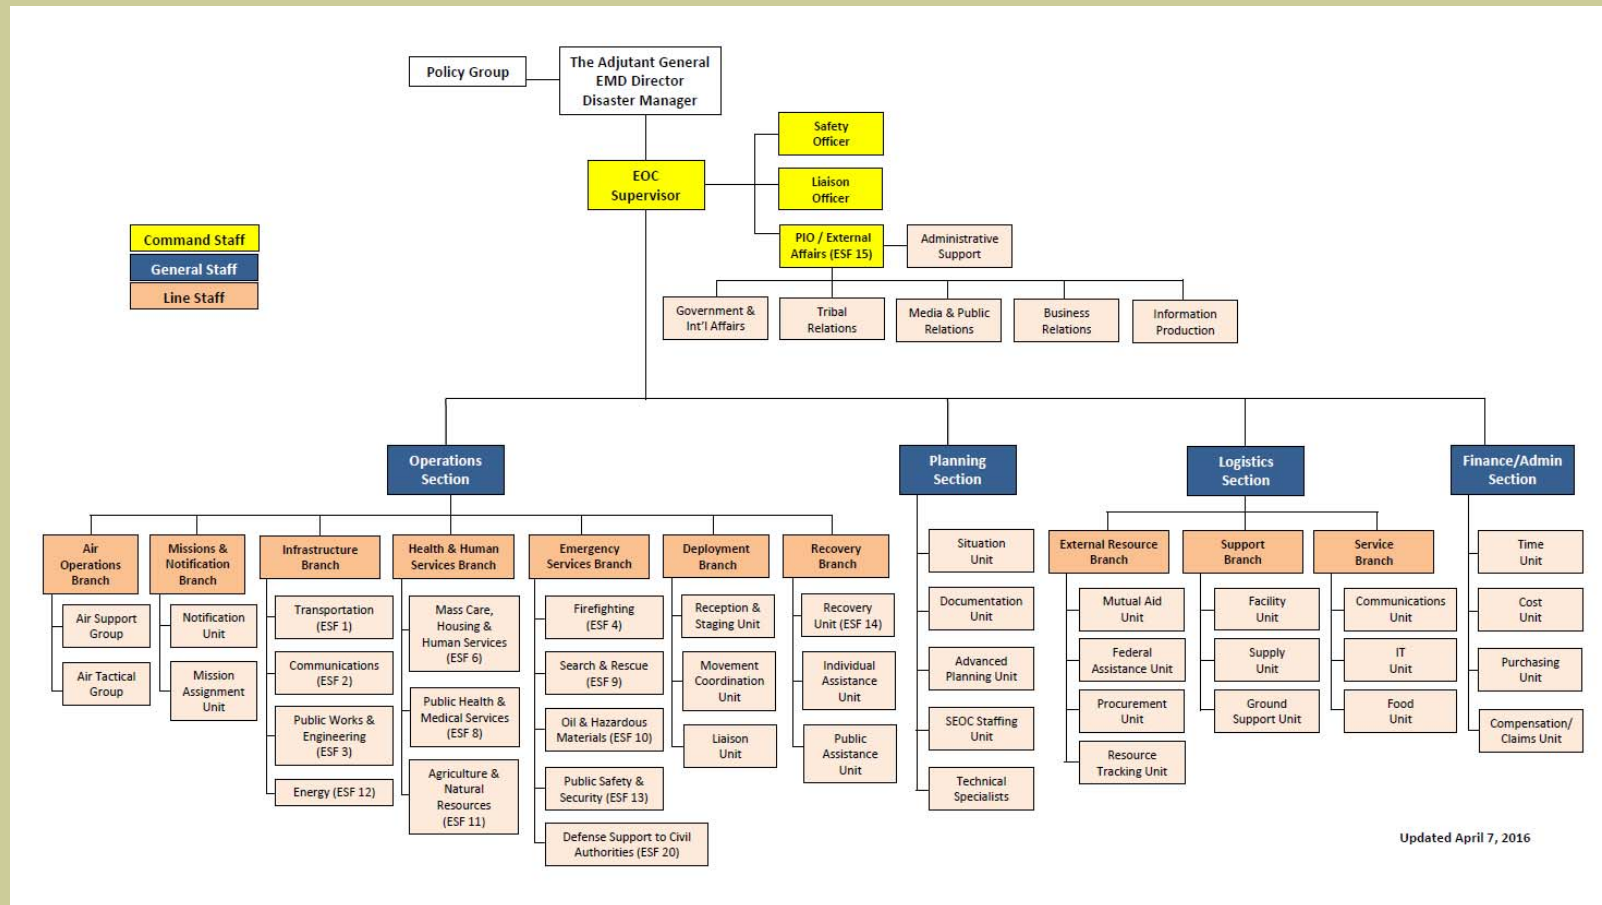 Policy Group
The Adjutant General
EMD Director
Disaster Manager
Safety
Officer
EOC
Supervisor
Liaison
Officer
Command Staff
General Staff
Line Staff
PIO / External
Affairs (ESF 15)
Administrative
Support
Government &
Int'l Affairs
Tribal
Relations
Media & Public
Relations
Business
Relations
Information
Production
Operations
Section
Planning
Section
Logistics
Section
Finance/Admin
Section
Air
Operations
Branch
Air Support
Group
Air Tactical
Group
Missions &
Notification
Branch
Notification
Unit
Mission
Assignment
Unit
Infrastructure
Branch
Transportation
(ESF 1)
Communications
(ESF 2)
Public Works &
Engineering
(ESF 3)
Energy (ESF 12)
Health & Human
Services Branch
Mass Care,
Housing &
Human Services
(ESF 6)
Public Health &
Medical Services
(ESF 8)
Agriculture &
Natural
Resources
(ESF 11)
Emergency
Services Branch
Firefighting
(ESF 4)
Search & Rescue
(ESF 9)
Oil & Hazardous
Materials (ESF 10)
Public Safety &
Security (ESF 13)
Defense Support to Civil
Authorities (ESF 20)
Deployment
Branch
Reception &
Staging Unit
Movement
Coordination
Unit
Liaison
Unit
Recovery
Branch
Recovery
Unit (ESF 14)
Individual
Assistance
Unit
Public
Assistance
Unit
Situation
Unit
Documentation
Unit
Advanced
Planning Unit
SEOC Staffing
Unit
Technical
Specialists
External Resource
Branch
Mutual Aid
Unit
Federal
Assistance Unit
Procurement
Unit
Resource
Tracking Unit
Support
Branch
Facility
Unit
Supply
Unit
Ground
Support Unit
Service
Branch
Communications
Unit
IT
Unit
Food
Unit
Time
Unit
Cost
Unit
Purchasing
Unit
Compensation/
Claims Unit
Updated April 7, 2016